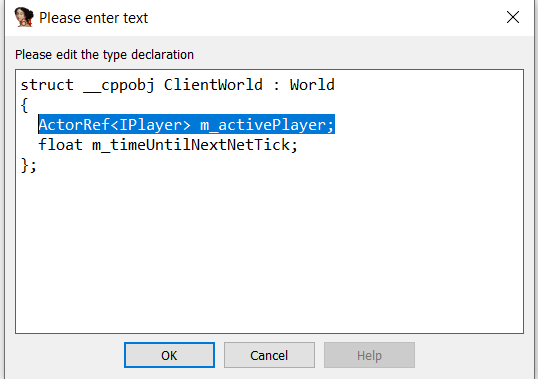 Please enter text
Please edit the type declaration
struct __cppobj ClientWorld : World
{
  ActorRef<IPlayer> m_activePlayer;
  float m_timeUntilNextNetTick;
};
OK
Cancel
Help